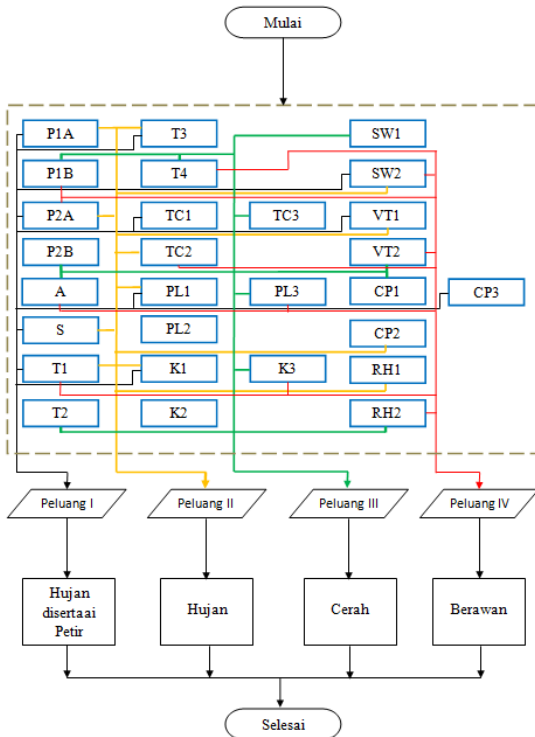 Mulai
P1A T3 SW1
P1B T4 SW2
P2A TC1 TC3 VT1
P2B TC2 VT2
A PL1 PL3 CP1 CP3
S PL2 CP2
T1 K1 K3 RH1
T2 K2 RH2
Peluang I Peluang II Peluang III Peluang IV
Hujan
disertaai
Petir
Hujan
Cerah
Berawan
Selesai